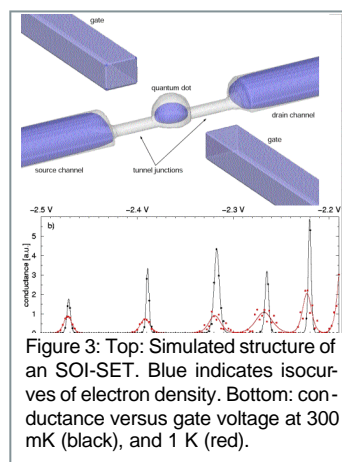 gate
quantum dot
drain channel
gate
tunnel junctions
source channel
-2.5 V
-2.4 V
-2.3 V
-2.2 V
b)
conductance [a.u.]
5
4
3
2
1
0
Figure 3: Top: Simulated structure of
an SOI-SET. Blue indicates isocur-
ves of electron density. Bottom: con-
ductance versus gate voltage at 300
mK (black), and 1 K (red).